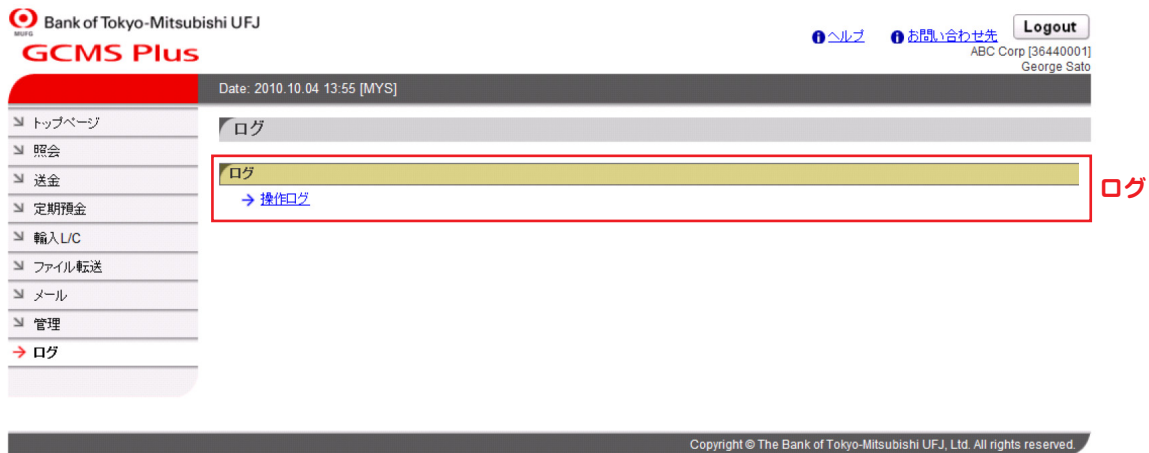 Bank of Tokyo-Mitsubishi UFJ
MUFG
GCMS Plus
ヘルプ
お問い合わせ先
Logout
ABC Corp [36440001]
George Sato
Date: 2010.10.04 13:55 [MYS]
トップページ
照会
送金
定期預金
輸入L/C
ファイル転送
メール
管理
ログ
ログ
ログ
操作ログ
ログ
Copyright © The Bank of Tokyo-Mitsubishi UFJ, Ltd. All rights reserved.